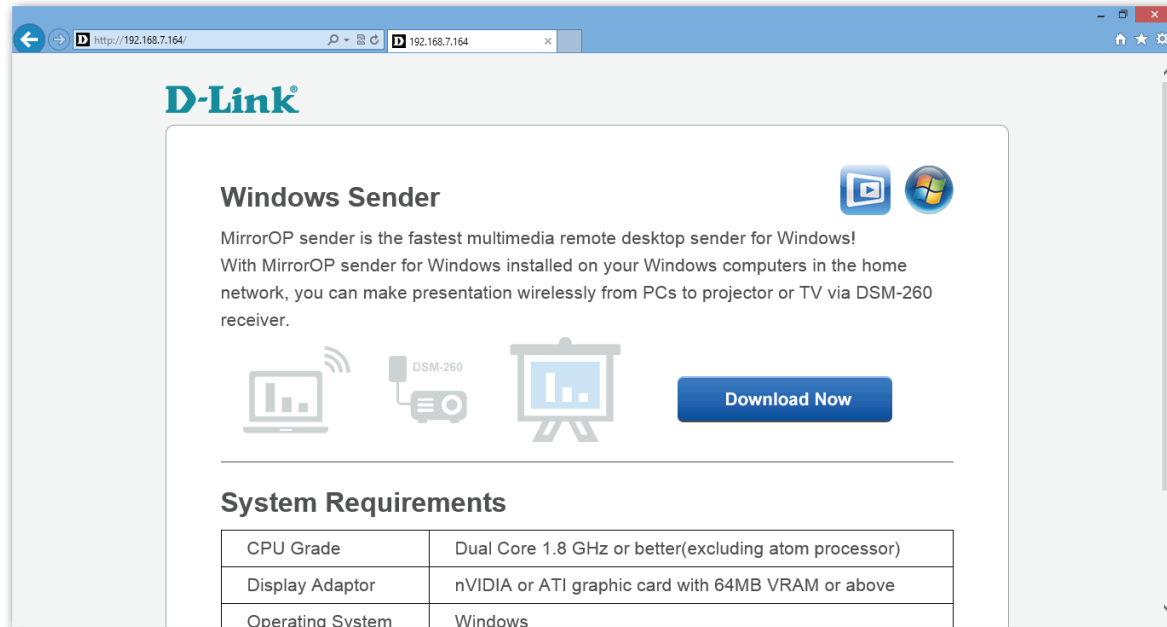 http://192.168.7.164/
192.168.7.164
D-Link®
Windows Sender
MirrorOP sender is the fastest multimedia remote desktop sender for Windows!
With MirrorOP sender for Windows installed on your Windows computers in the home
network, you can make presentation wirelessly from PCs to projector or TV via DSM-260
receiver.
DSM-260
Download Now
System Requirements
CPU Grade Dual Core 1.8 GHz or better(excluding atom processor)
Display Adaptor nVIDIA or ATI graphic card with 64MB VRAM or above
Operating System Windows